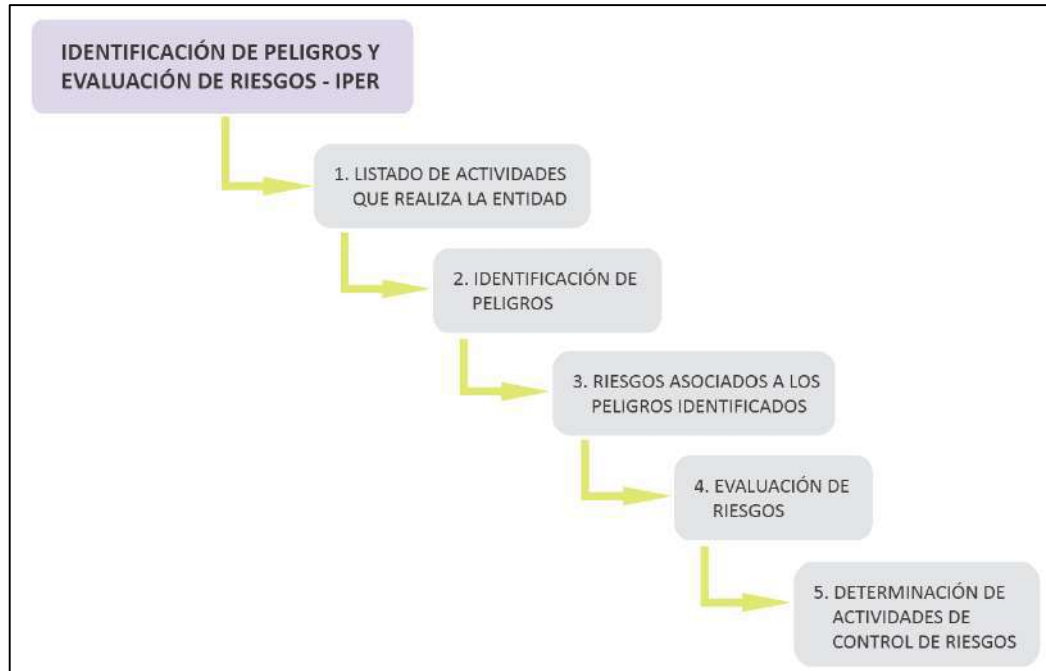 IDENTIFICACIÓN DE PELIGROS Y
EVALUACIÓN DE RIESGOS - IPER
1. LISTADO DE ACTIVIDADES
QUE REALIZA LA ENTIDAD
2. IDENTIFICACIÓN DE
PELIGROS
3. RIESGOS ASOCIADOS A LOS
PELIGROS IDENTIFICADOS
4. EVALUACIÓN DE
RIESGOS
5. DETERMINACIÓN DE
ACTIVIDADES DE
CONTROL DE RIESGOS